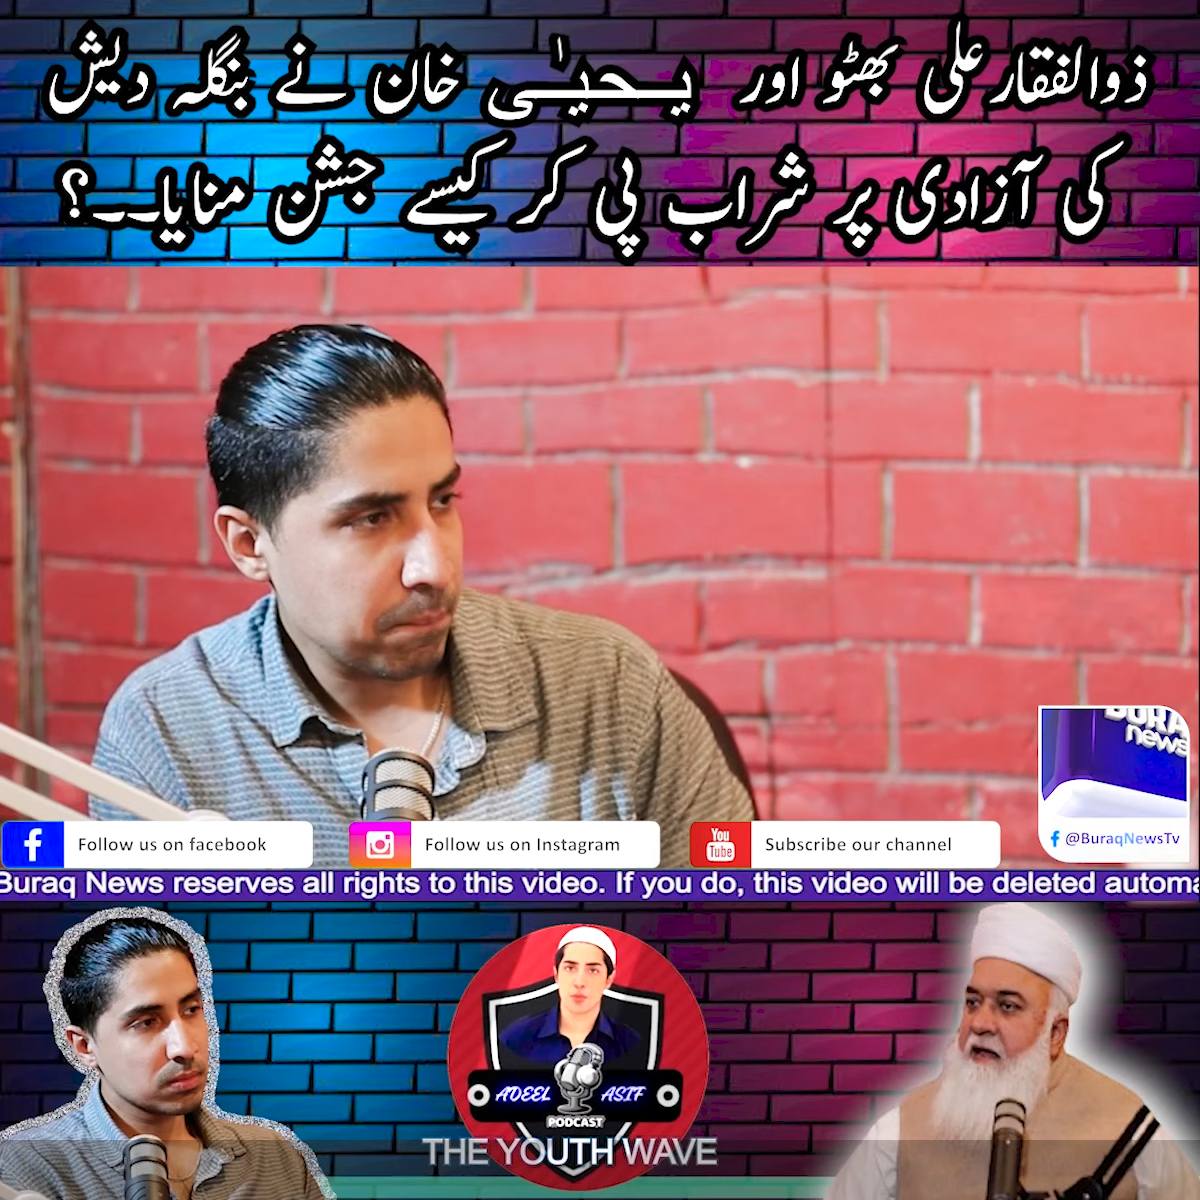 ذوالفقار علی بھٹو اور یحییٰ خان نے بنگلہ دیش
کی آزادی پر شراب پی کر کیسے جشن منایا۔۔؟
BURA
news
@BuraqNewsTv
Follow us on facebook
Follow us on Instagram
You
Tube
Subscribe our channel
Buraq News reserves all rights to this video. If you do, this video will be deleted automa
ADEEL ASIF
PODCAST
THE YOUTH WAVE